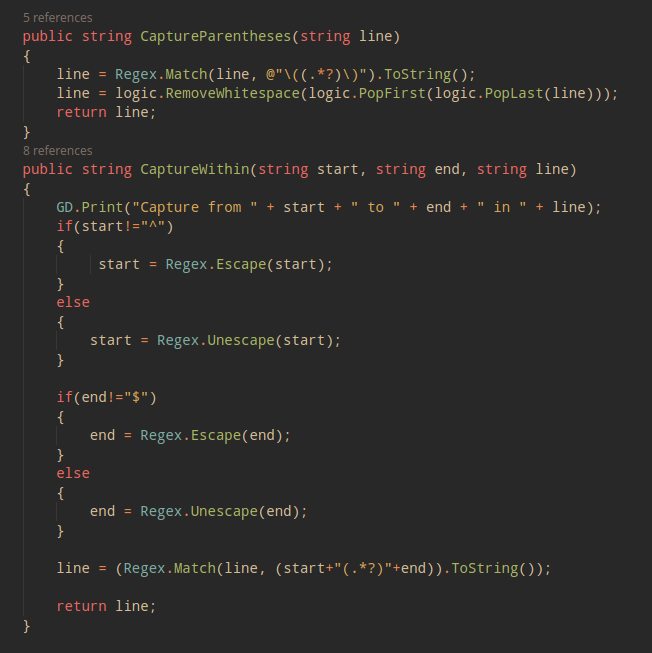 5 references
public string CaptureParentheses(string line)
{
line = Regex.Match(line, @"\((.*?)\)").ToString();
line = logic.RemoveWhitespace(logic.PopFirst(logic.PopLast(line)));
return line;
}
8 references
public string CaptureWithin(string start, string end, string line)
{
GD.Print("Capture from " + start + " to " + end + " in " + line);
if(start!="^")
{
start = Regex.Escape(start);
}
else
{
start = Regex.Unescape(start);
}
if(end!="$")
{
end = Regex.Escape(end);
}
else
{
end = Regex.Unescape(end);
}
line = (Regex.Match(line, (start+"(.*?)"+end)).ToString());
return line;
}